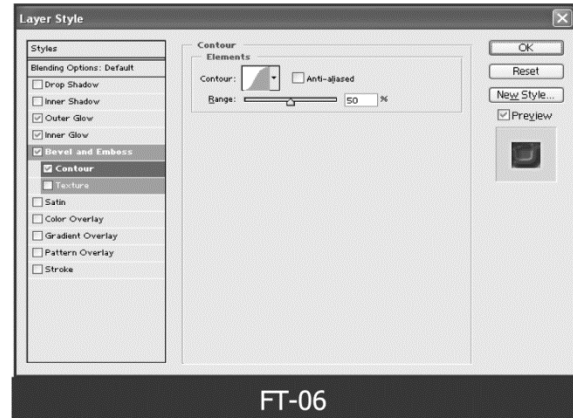 Layer Style
Styles
Blending Options: Default
Drop Shadow
Inner Shadow
Outer Glow
Inner Glow
Bevel and Emboss
Contour
Texture
Satin
Color Overlay
Gradient Overlay
Pattern Overlay
Stroke
Contour
Elements
Contour:
Anti-aliased
Range:
50 %
OK
Reset
New Style...
Preview
FT-06